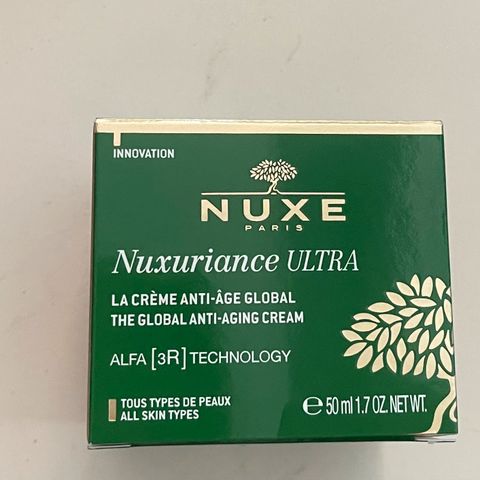 INNOVATION
NUXE
PARIS
Nuxuriance ULTRA
LA CRÈME ANTI-ÂGE GLOBAL
THE GLOBAL ANTI-AGING CREAM
ALFA [3R] TECHNOLOGY
TOUS TYPES DE PEAUX
ALL SKIN TYPES
℮ 50 ml 1.7 OZ. NET WT.